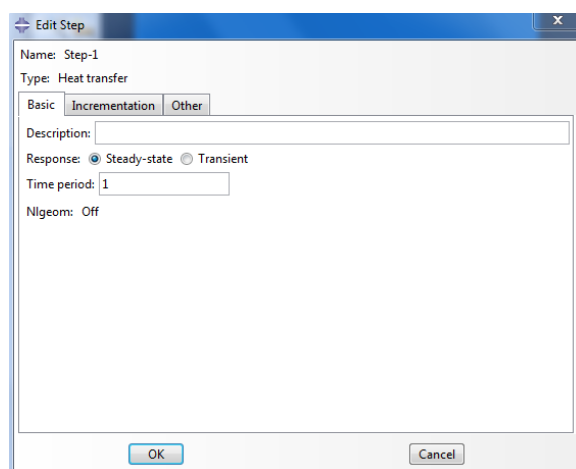 Edit Step
x
Name: Step-1
Type: Heat transfer
Basic Incrementation Other
Description:
Response: Steady-state Transient
Time period: 1
Nlgeom: Off
OK Cancel